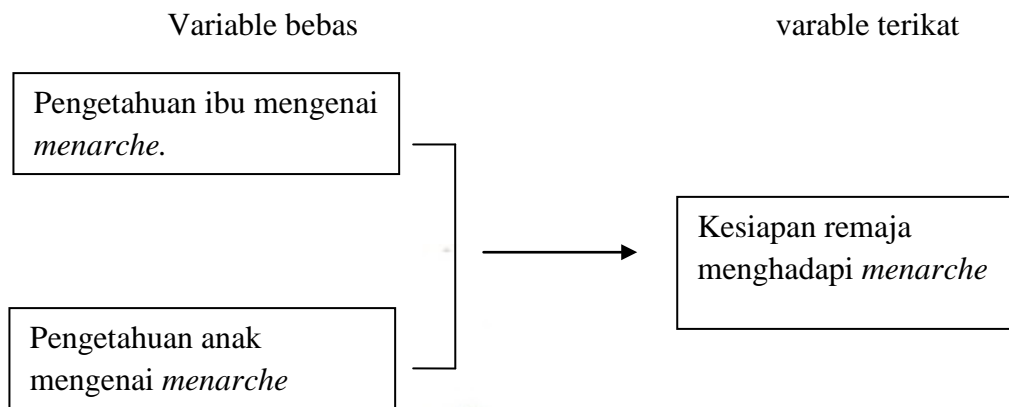 Variable bebas
varable terikat
Pengetahuan ibu mengenai
menarche.
Kesiapan remaja
menghadapi menarche
Pengetahuan anak
mengenai menarche